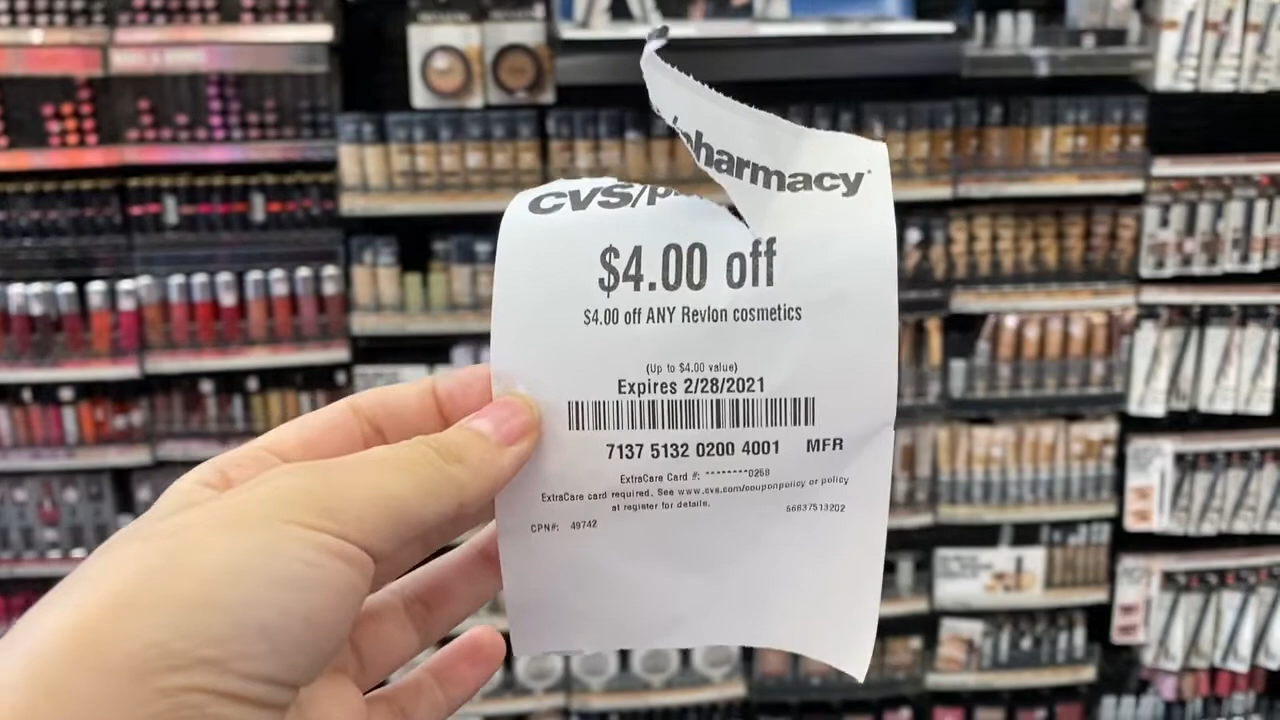 CVS/pharmacy
$4.00 off
$4.00 off ANY Revlon cosmetics
(Up to $4.00 value)
Expires 2/28/2021
7137 5132 0200 4001 MFR
ExtraCare Card #: ********0258
ExtraCare card required. See www.cvs.com/couponpolicy or policy
at register for details.
56837513202
CPN#: 49742